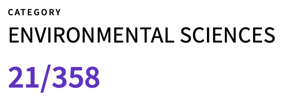 CATEGORY
ENVIRONMENTAL SCIENCES
21/358